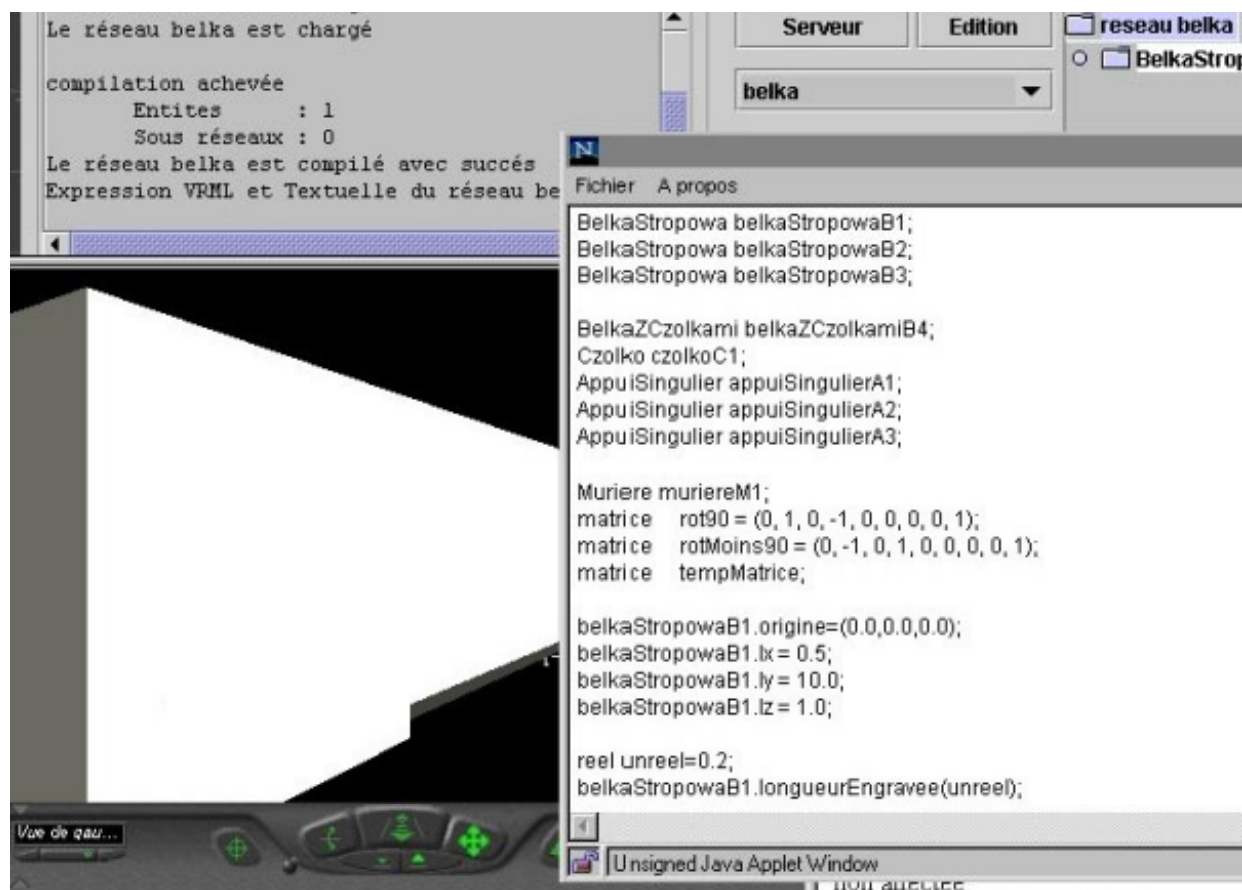 Le réseau belka est chargé
compilation achevée
Entites : 1
Sous réseaux : 0
Le réseau belka est compilé avec succés
Expression VRML et Textuelle du réseau be
Serveur
Edition
belka
reseau belka
BelkaStrop
N
Fichier A propos
BelkaStropowa belkaStropowaB1;
BelkaStropowa belkaStropowaB2;
BelkaStropowa belkaStropowaB3;
BelkaZCzolkami belkaZCzolkamiB4;
Czolko czolkoC1;
AppuiSingulier appuiSingulierA1;
AppuiSingulier appuiSingulierA2;
AppuiSingulier appuiSingulierA3;
Muriere muriereM1;
matrice rot90 = (0, 1, 0, -1, 0, 0, 0, 0, 1);
matrice rotMoins90 = (0, -1, 0, 1, 0, 0, 0, 0, 1);
matrice tempMatrice;
belkaStropowaB1.origine=(0.0,0.0,0.0);
belkaStropowaB1.lx = 0.5;
belkaStropowaB1.ly = 10.0;
belkaStropowaB1.lz = 1.0;
reel unreel=0.2;
belkaStropowaB1.longueurEngravee(unreel);
Vue de gau...
Unsigned Java Applet Window